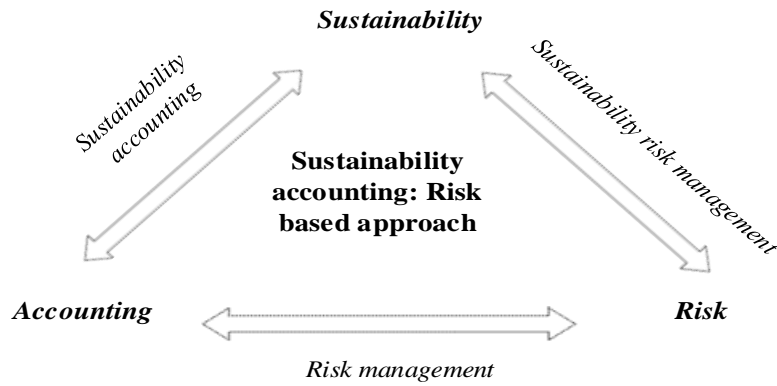 Sustainability
Sustainability
accounting
Sustainability risk management
Sustainability
accounting: Risk
based approach
Accounting
Risk
Risk management